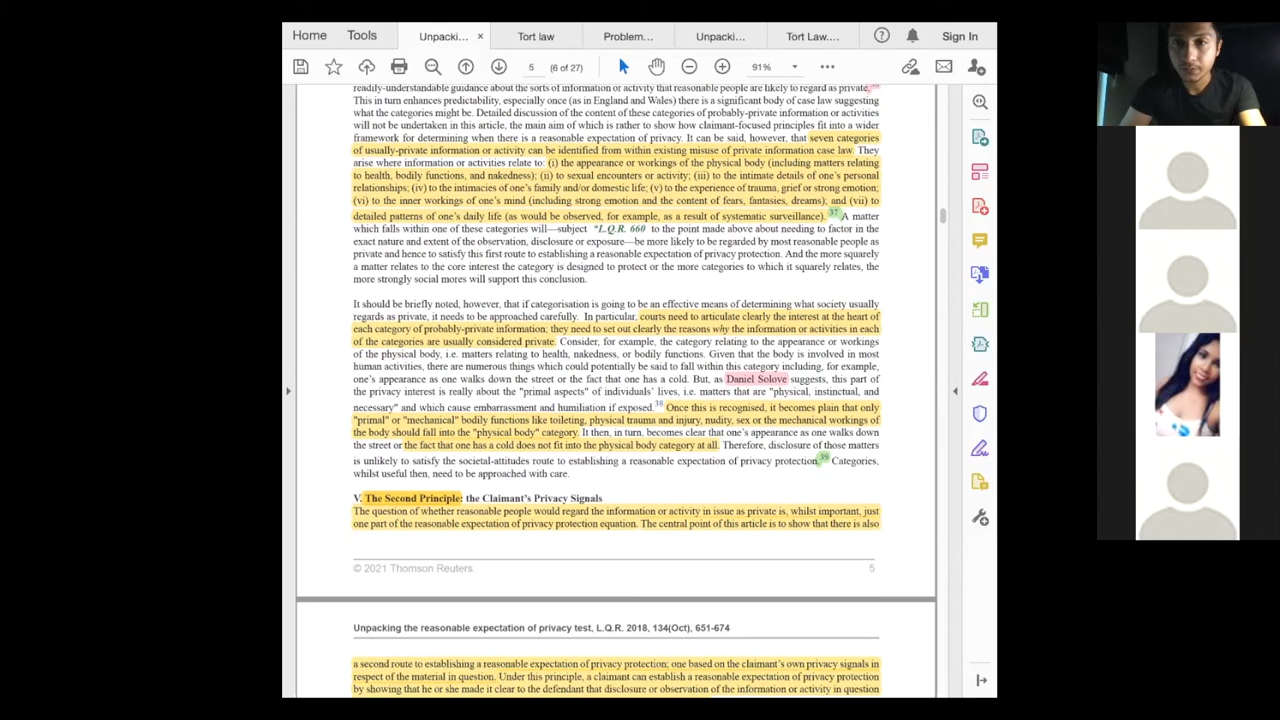 Home Tools Unpacki... × Tort law Problem... Unpacki... Tort Law.... Sign In
5 (6 of 27) 91%
readily-understandable guidance about the sorts of information or activity that reasonable people are likely to regard as private.
This in turn enhances predictability, especially once (as in England and Wales) there is a significant body of case law suggesting
what the categories might be. Detailed discussion of the content of these categories of probably-private information or activities
will not be undertaken in this article, the main aim of which is rather to show how claimant-focused principles fit into a wider
framework for determining when there is a reasonable expectation of privacy. It can be said, however, that seven categories
of usually-private information or activity can be identified from within existing misuse of private information case law. They
arise where information or activities relate to: (i) the appearance or workings of the physical body (including matters relating
to health, bodily functions, and nakedness); (ii) to sexual encounters or activity; (iii) to the intimate details of one's personal
relationships; (iv) to the intimacies of one's family and/or domestic life; (v) to the experience of trauma, grief or strong emotion;
(vi) to the inner workings of one's mind (including strong emotion and the content of fears, fantasies, dreams); and (vii) to
detailed patterns of one's daily life (as would be observed, for example, as a result of systematic surveillance). 37 A matter
which falls within one of these categories will—subject *L.Q.R. 660 to the point made above about needing to factor in the
exact nature and extent of the observation, disclosure or exposure—be more likely to be regarded by most reasonable people as
private and hence to satisfy this first route to establishing a reasonable expectation of privacy protection. And the more squarely
a matter relates to the core interest the category is designed to protect or the more categories to which it squarely relates, the
more strongly social mores will support this conclusion.
It should be briefly noted, however, that if categorisation is going to be an effective means of determining what society usually
regards as private, it needs to be approached carefully. In particular, courts need to articulate clearly the interest at the heart of
each category of probably-private information; they need to set out clearly the reasons why the information or activities in each
of the categories are usually considered private. Consider, for example, the category relating to the appearance or workings
of the physical body, i.e. matters relating to health, nakedness, or bodily functions. Given that the body is involved in most
human activities, there are numerous things which could potentially be said to fall within this category including, for example,
one's appearance as one walks down the street or the fact that one has a cold. But, as Daniel Solove suggests, this part of
the privacy interest is really about the "primal aspects" of individuals' lives, i.e. matters that are "physical, instinctual, and
necessary" and which cause embarrassment and humiliation if exposed.38 Once this is recognised, it becomes plain that only
"primal" or "mechanical" bodily functions like toileting, physical trauma and injury, nudity, sex or the mechanical workings of
the body should fall into the "physical body" category. It then, in turn, becomes clear that one's appearance as one walks down
the street or the fact that one has a cold does not fit into the physical body category at all. Therefore, disclosure of those matters
is unlikely to satisfy the societal-attitudes route to establishing a reasonable expectation of privacy protection.39 Categories,
whilst useful then, need to be approached with care.
V. The Second Principle: the Claimant's Privacy Signals
The question of whether reasonable people would regard the information or activity in issue as private is, whilst important, just
one part of the reasonable expectation of privacy protection equation. The central point of this article is to show that there is also
© 2021 Thomson Reuters. 5
Unpacking the reasonable expectation of privacy test, L.Q.R. 2018, 134(Oct), 651-674
a second route to establishing a reasonable expectation of privacy protection; one based on the claimant's own privacy signals in
respect of the material in question. Under this principle, a claimant can establish a reasonable expectation of privacy protection
by showing that he or she made it clear to the defendant that disclosure or observation of the information or activity in question